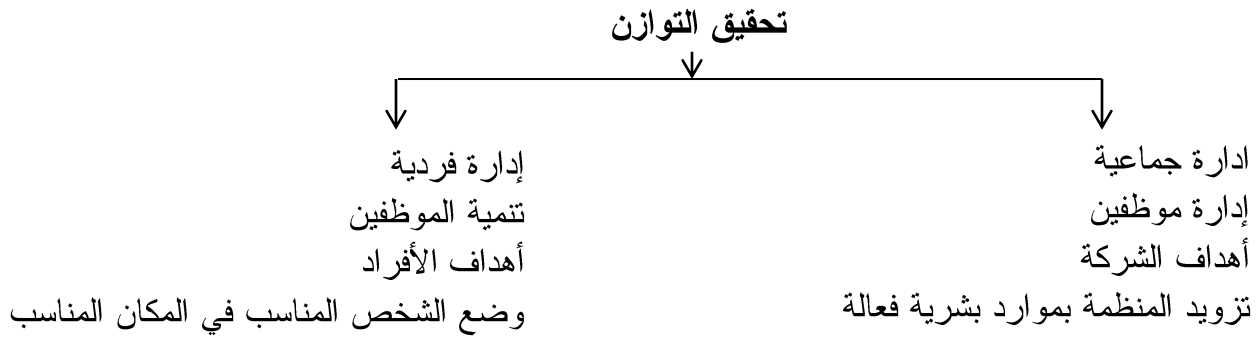 تحقيق التوازن
ادارة جماعية
إدارة موظفين
أهداف الشركة
تزويد المنظمة بموارد بشرية فعالة
إدارة فردية
تنمية الموظفين
أهداف الأفراد
وضع الشخص المناسب في المكان المناسب